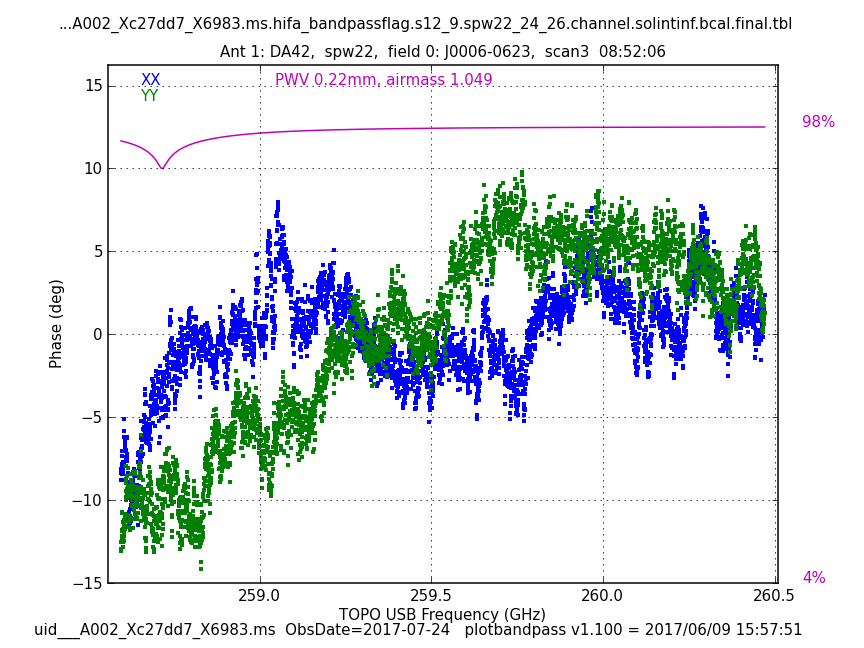 ...A002_Xc27dd7_X6983.ms.hifa_bandpassflag.s12_9.spw22_24_26.channel.solintinf.bcal.final.tbl
Ant 1: DA42, spw22, field 0: J0006-0623, scan3 08:52:06
XX
YY
PWV 0.22mm, airmass 1.049
98%
4%
15
10
5
0
−5
−10
−15
Phase (deg)
259.0 259.5 260.0 260.5
TOPO USB Frequency (GHz)
uid___A002_Xc27dd7_X6983.ms ObsDate=2017-07-24 plotbandpass v1.100 = 2017/06/09 15:57:51